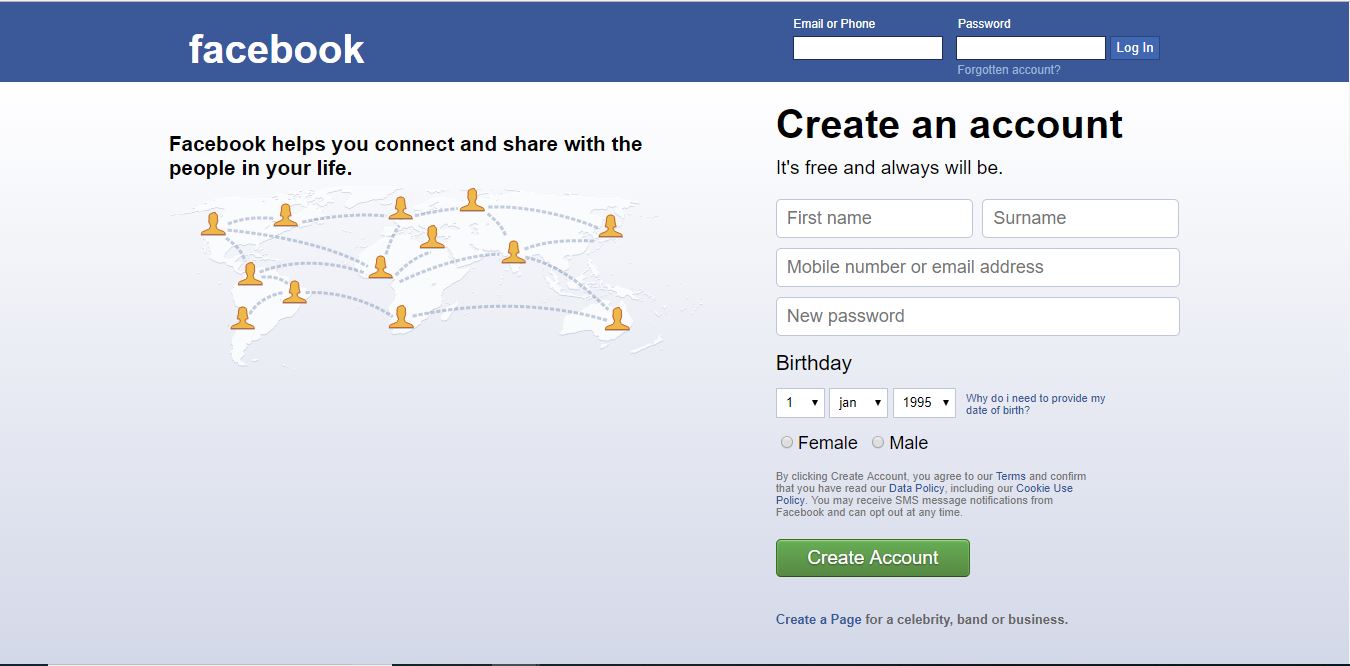 facebook
Email or Phone
Password
Log In
Forgotten account?
Facebook helps you connect and share with the
people in your life.
Create an account
It's free and always will be.
First name
Surname
Mobile number or email address
New password
Birthday
1 jan 1995
Why do i need to provide my
date of birth?
Female Male
By clicking Create Account, you agree to our Terms and confirm
that you have read our Data Policy, including our Cookie Use
Policy. You may receive SMS message notifications from
Facebook and can opt out at any time.
Create Account
Create a Page for a celebrity, band or business.